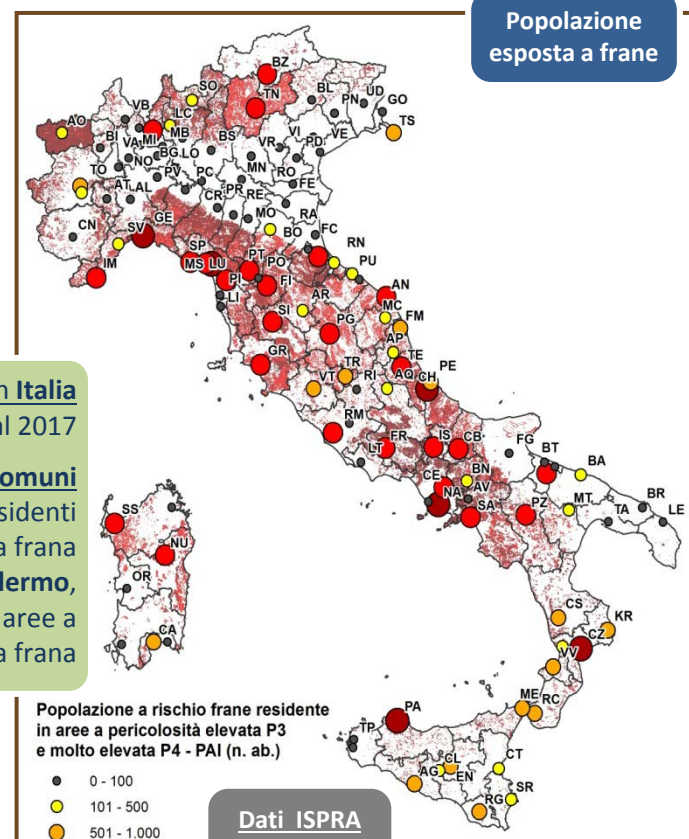 Popolazione
esposta a frane
BZ
SO
TN
BL
UD
PN
GO
TS
AO
VB
LC
BI
VA
MI
MB
BS
VR
VI
VE
PD
TO
NO
BG
LO
MN
RO
AT
AL
PV
PC
CR
PR
RE
FE
CN
SV
GE
MO
BO
RA
FC
IM
SP
MS
LU
PT
PO
RN
PU
PI
FI
LI
AR
AN
MC
SI
PG
FM
AP
GR
TR
TE
PE
VT
RI
AQ
CH
RM
FR
IS
CB
FG
BT
BA
LT
CE
BN
AV
NA
SA
PZ
MT
BR
TA
LE
SS
NU
OR
CA
CS
KR
CZ
VV
ME
RC
PA
TP
AG
CL
EN
CT
SR
RG
n Italia
al 2017
omuni
sidenti
a frana
lermo,
aree a
a frana
Popolazione a rischio frane residente
in aree a pericolosità elevata P3
e molto elevata P4 - PAI (n. ab.)
0 - 100
101 - 500
501 - 1.000
Dati ISPRA